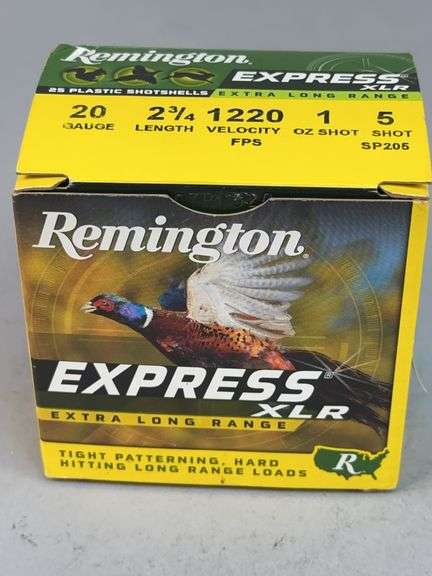 Remington
EXPRESS XLR
25 PLASTIC SHOTSHELLS
EXTRA LONG RANGE
20 GAUGE
2¾ LENGTH
1220 VELOCITY FPS
1 OZ SHOT
5 SHOT
SP205
Remington
EXPRESS
XLR
EXTRA LONG RANGE
TIGHT PATTERNING, HARD
HITTING LONG RANGE LOADS
R